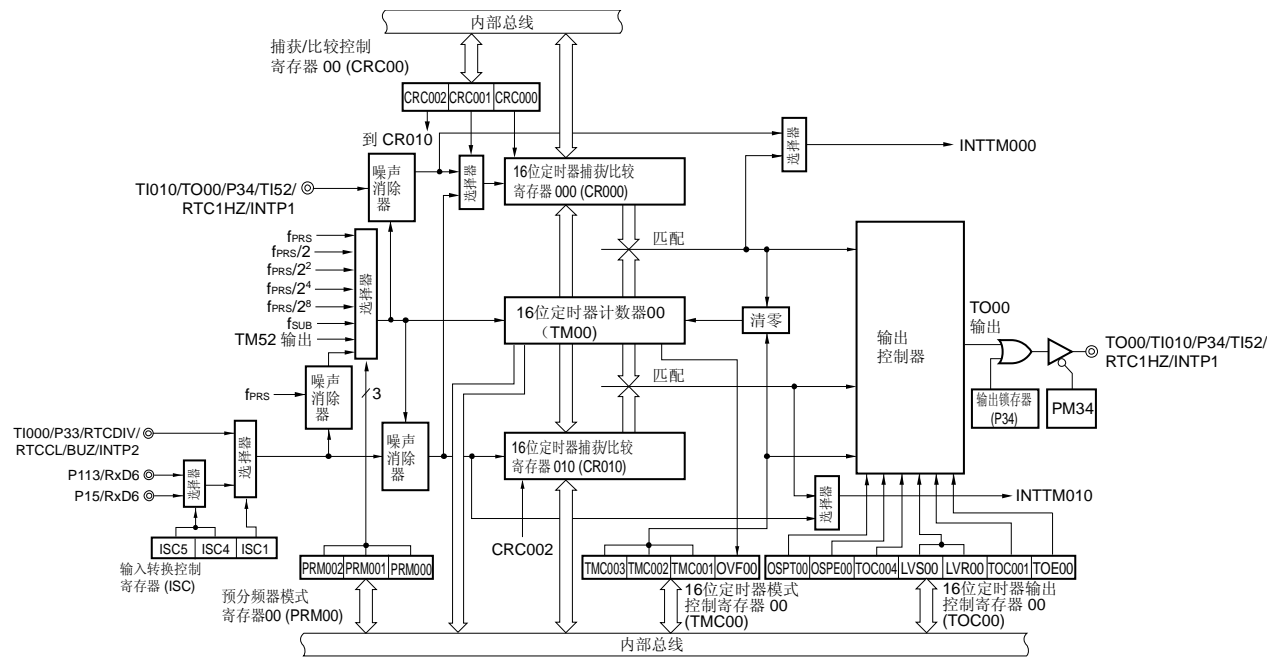 内部总线
捕获/比较控制
寄存器 00 (CRC00)
CRC002 CRC001 CRC000
到 CR010
选择器
INTTM000
噪声
消除
器
选择器
16位定时器捕获/比较
寄存器 000 (CR000)
TI010/TO00/P34/TI52/
RTC1HZ/INTP1
fPRS
fPRS/2
fPRS/2²
fPRS/2⁴
fPRS/2⁸
fSUB
TM52 输出
选择器
匹配
16位定时器计数器00
（TM00）
清零
输出
控制器
TO00
输出
TO00/TI010/P34/TI52/
RTC1HZ/INTP1
输出锁存器
(P34)
PM34
fPRS
噪声
消除
器
3
匹配
TI000/P33/RTCDIV/
RTCCL/BUZ/INTP2
选择器
噪声
消除
器
16位定时器捕获/比较
寄存器 010 (CR010)
P113/RxD6
P15/RxD6
选择器
选择器
INTTM010
CRC002
ISC5 ISC4 ISC1
输入转换控制
寄存器 (ISC)
PRM002 PRM001 PRM000
预分频器模式
寄存器00 (PRM00)
TMC003 TMC002 TMC001 OVF00
16位定时器模式
控制寄存器 00
(TMC00)
OSPT00 OSPE00 TOC004 LVS00 LVR00 TOC001 TOE00
16位定时器输出
控制寄存器 00
(TOC00)
内部总线